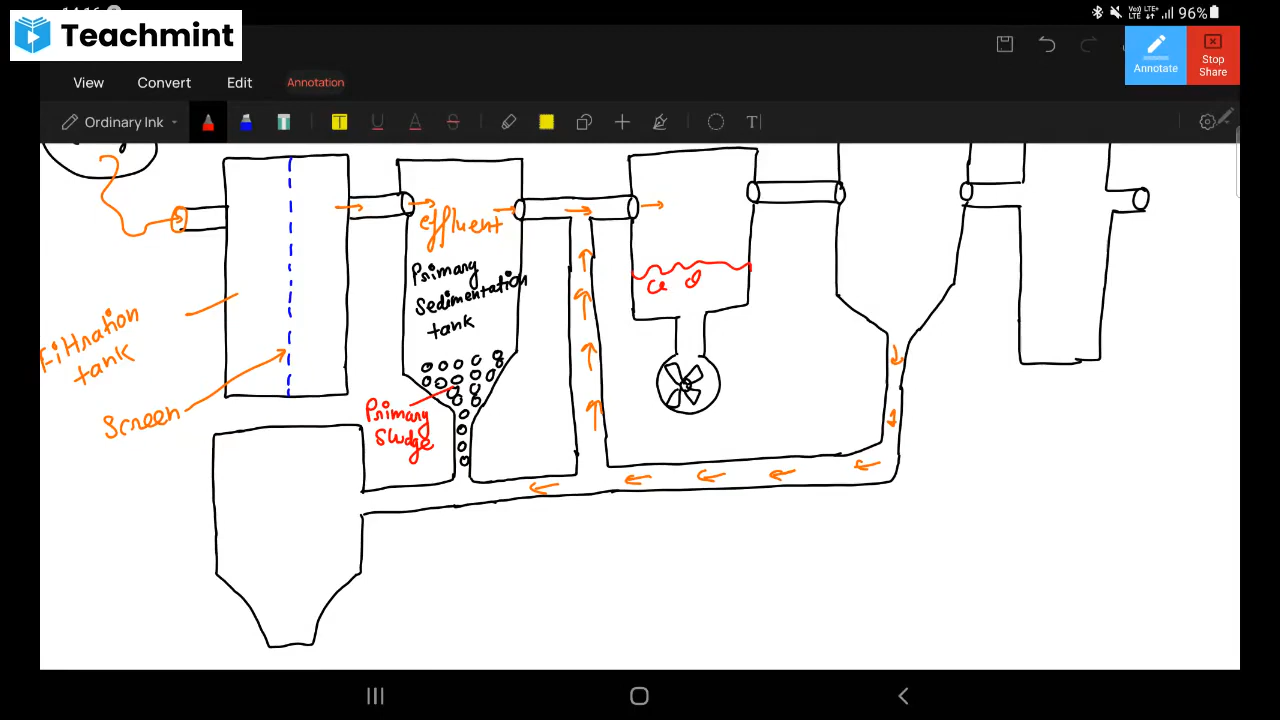 Teachmint
96%
View Convert Edit Annotation
Annotate
Stop
Share
Ordinary Ink
effluent
Primary
Sedimentation
tank
Filtration
tank
Screen
Primary
Sludge